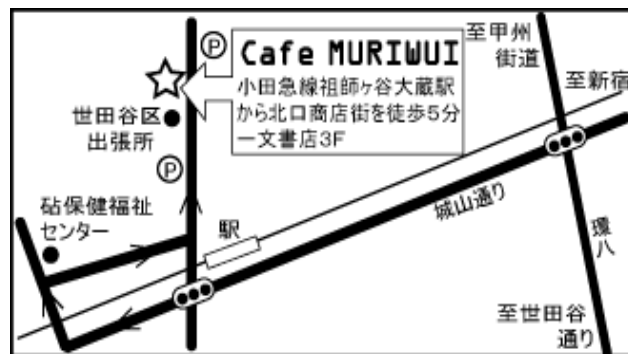 Cafe MURIWUI
小田急線祖師ヶ谷大蔵駅
から北口商店街を徒歩5分
一文書店3F
P
至甲州
街道
至新宿
世田谷区
出張所
P
砧保健福祉
センター
駅
城山通り
環八
至世田谷
通り